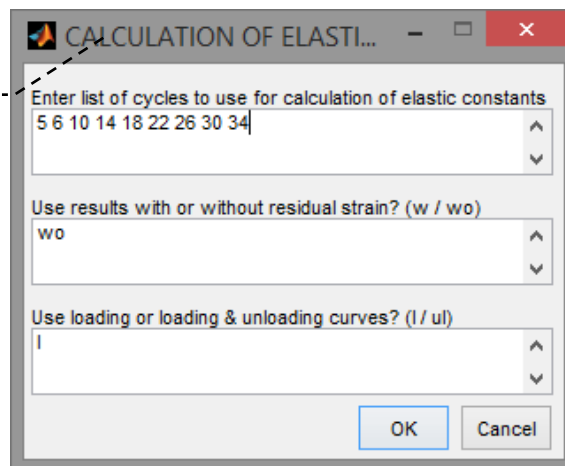 CALCULATION OF ELASTI...
Enter list of cycles to use for calculation of elastic constants
5 6 10 14 18 22 26 30 34
Use results with or without residual strain? (w / wo)
wo
Use loading or loading & unloading curves? (l / ul)
l
OK Cancel